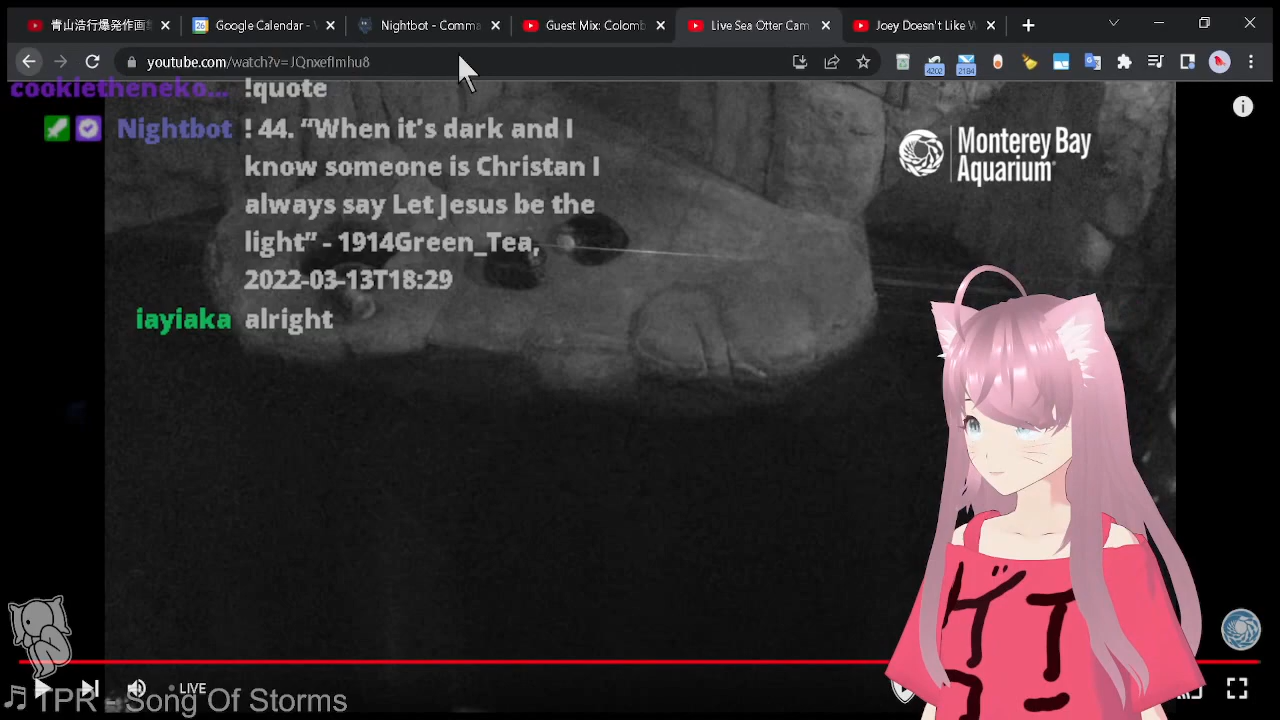 青山浩行爆発作画
Google Calendar -
Nightbot - Comma
Guest Mix: Colomb
Live Sea Otter Cam
Joey Doesn't Like
youtube.com/watch?v=JQnxeflmhu8
4202
2184
cookietheneko... !quote
Nightbot ! 44. “When it's dark and I
know someone is Christan I
always say Let Jesus be the
light” - 1914Green_Tea,
2022-03-13T18:29
iayiaka alright
Monterey Bay
Aquarium
LIVE
TPR - Song Of Storms